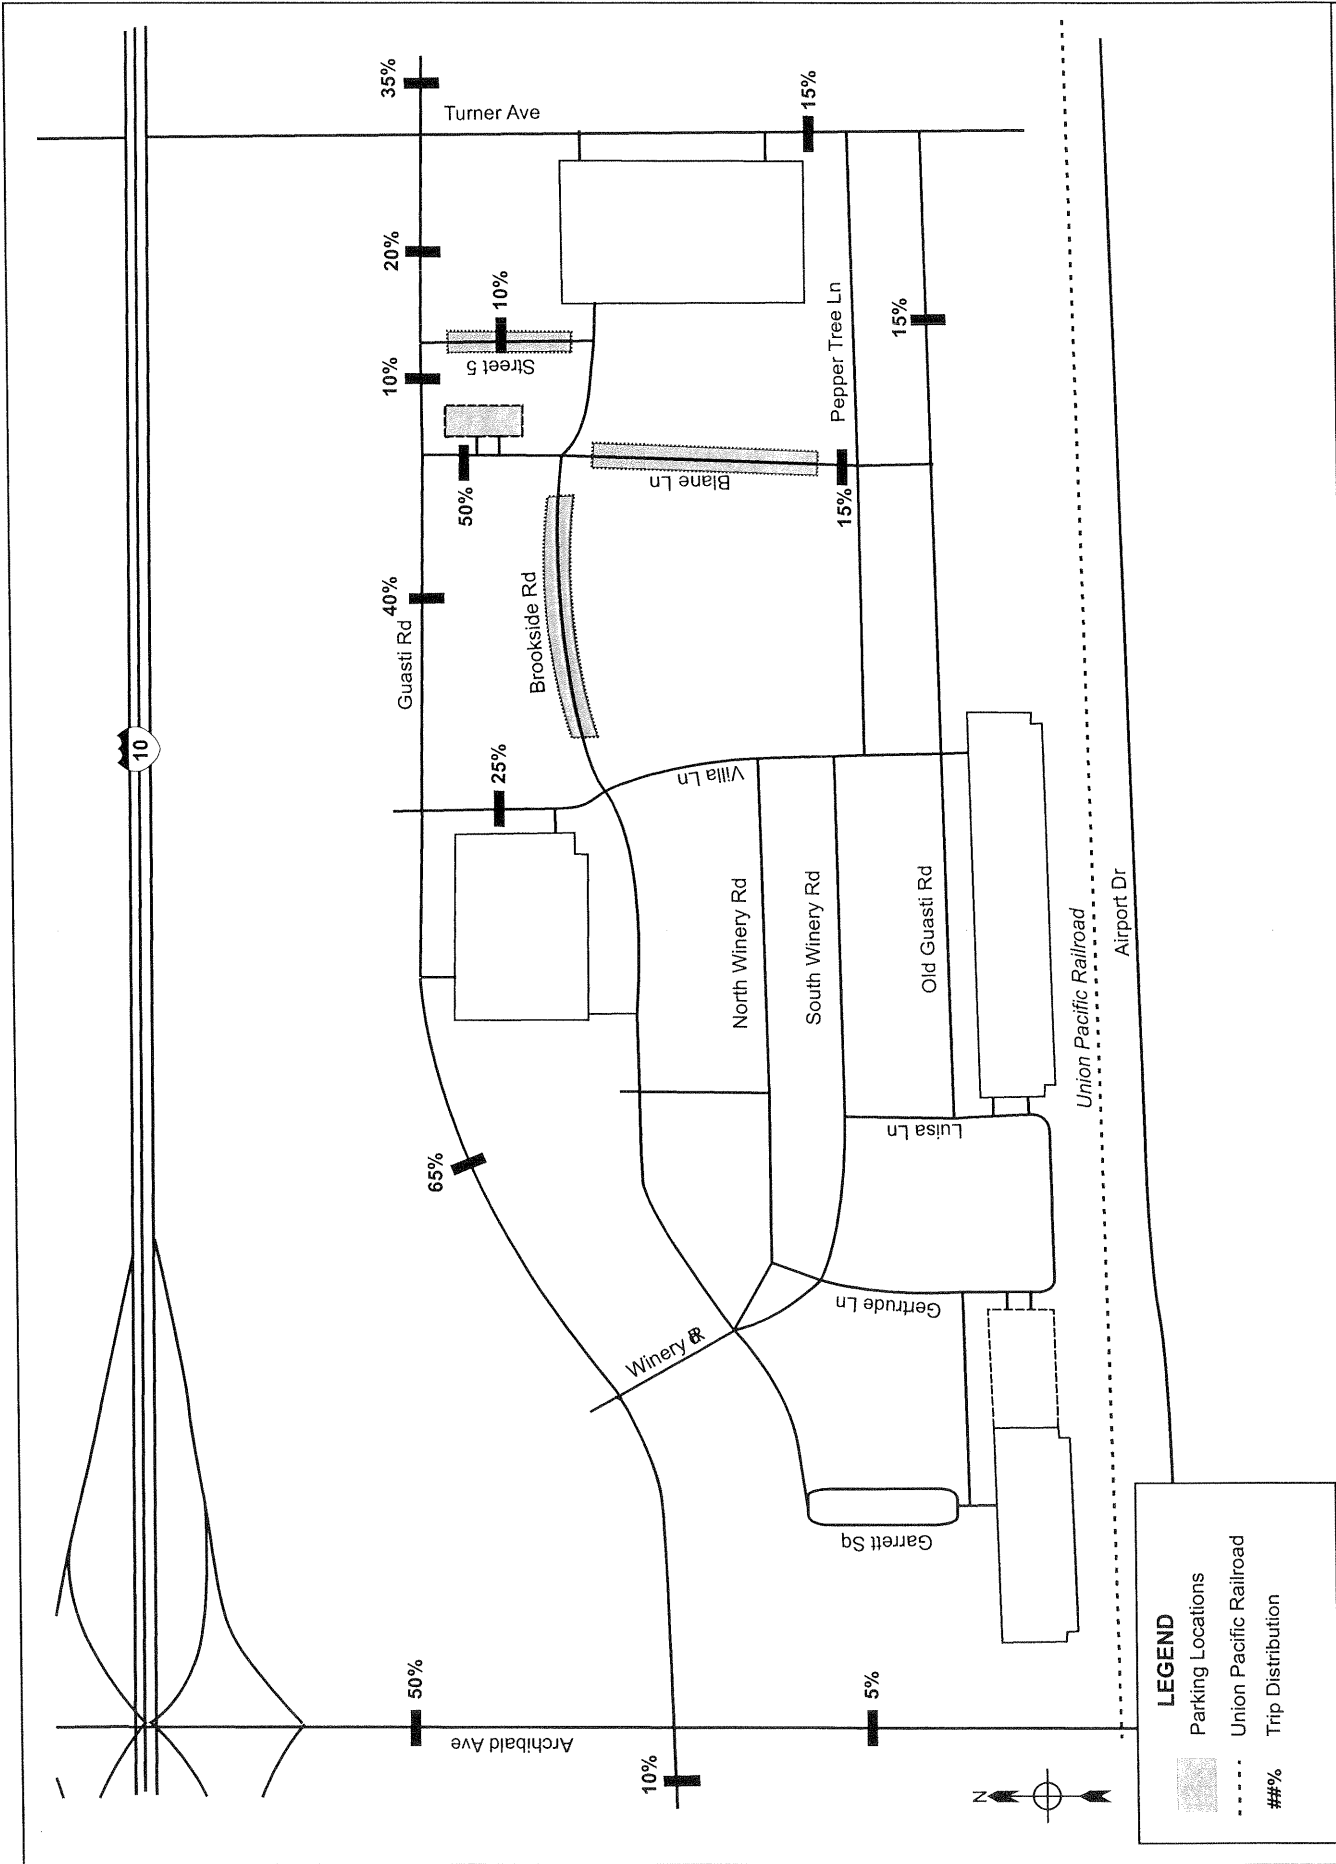 35%
Turner Ave
15%
20%
10%
Street 5
10%
50%
Blane Ln
15%
Pepper Tree Ln
15%
40%
Guasti Rd
Brookside Rd
10
25%
Villa Ln
North Winery Rd
South Winery Rd
Old Guasti Rd
Union Pacific Railroad
Airport Dr
65%
Luisa Ln
Gertrude Ln
Winery
Garrett Sq
50%
Archibald Ave
5%
10%
N
LEGEND
Parking Locations
Union Pacific Railroad
##% Trip Distribution